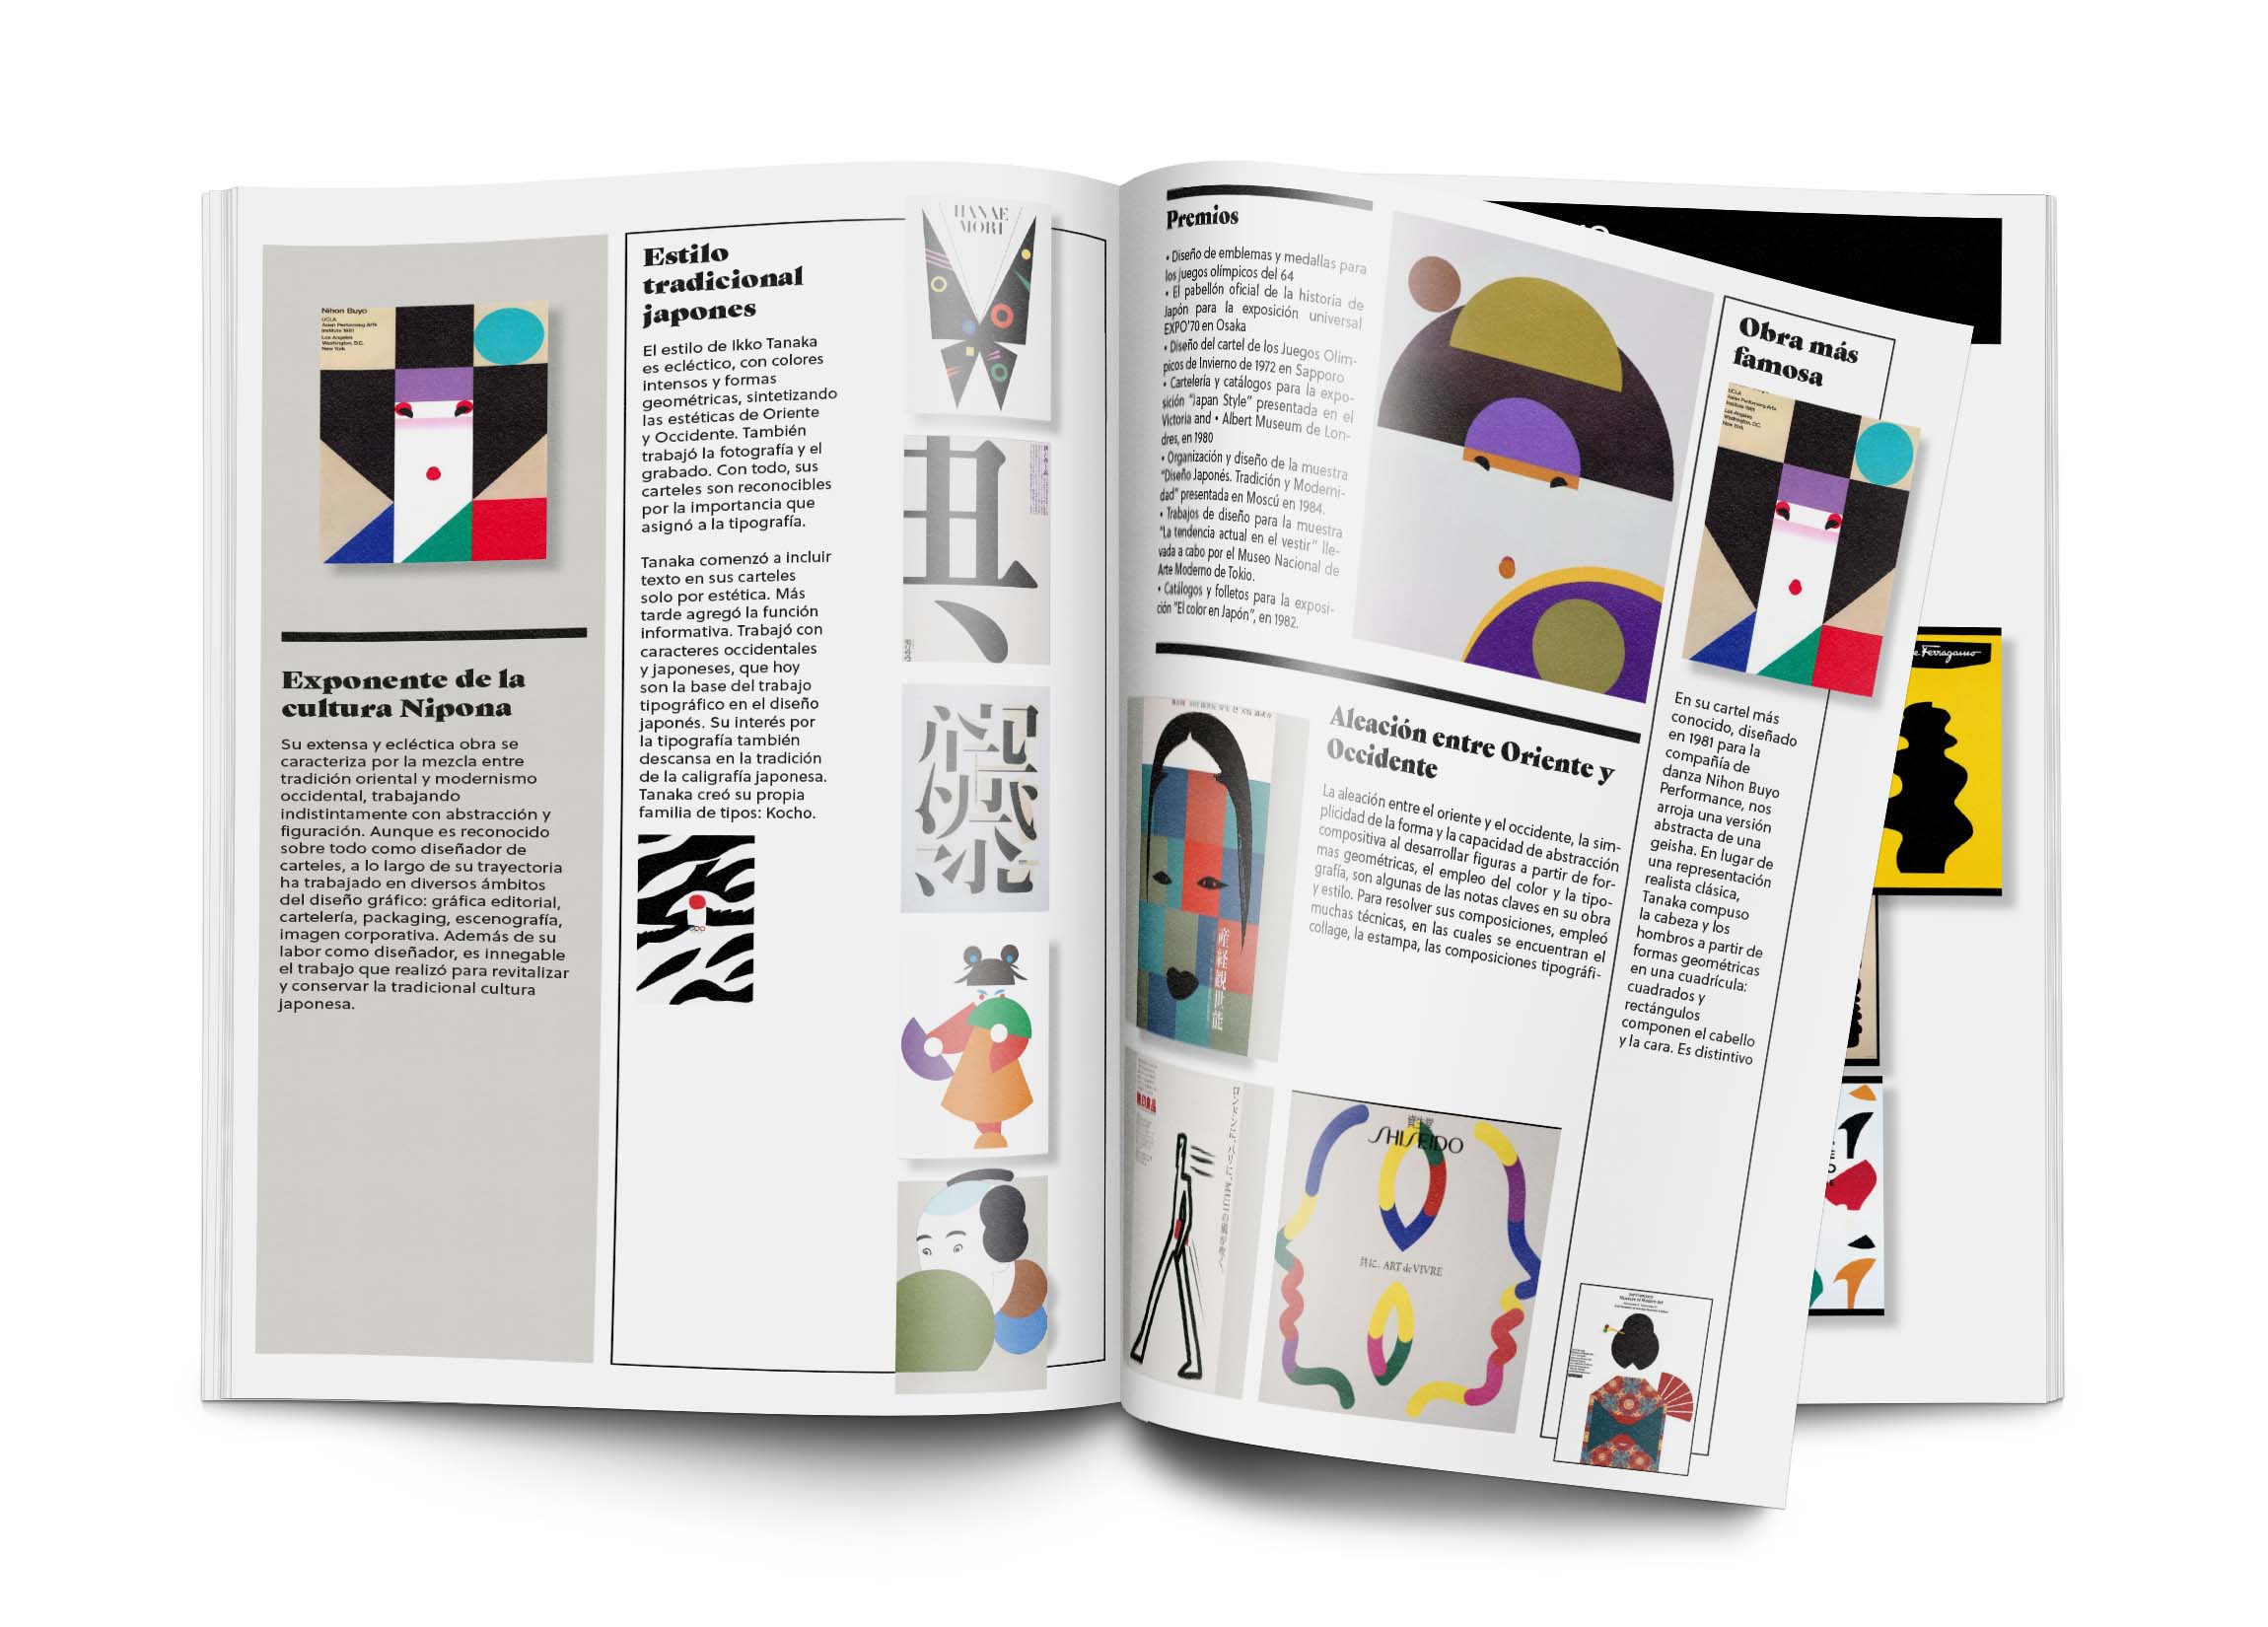 Nihon Buyo
UCLA
Asian Performing Arts
Institute 1981
Los Angeles
Washington, D.C.
New York
Exponente de la
cultura Nipona
Su extensa y ecléctica obra se
caracteriza por la mezcla entre
tradición oriental y modernismo
occidental, trabajando
indistintamente con abstracción y
figuración. Aunque es reconocido
sobre todo como diseñador de
carteles, a lo largo de su trayectoria
ha trabajado en diversos ámbitos
del diseño gráfico: gráfica editorial,
cartelería, packaging, escenografía,
imagen corporativa. Además de su
labor como diseñador, es innegable
el trabajo que realizó para revitalizar
y conservar la tradicional cultura
japonesa.
Estilo
tradicional
japones
El estilo de Ikko Tanaka
es ecléctico, con colores
intensos y formas
geométricas, sintetizando
las estéticas de Oriente
y Occidente. También
trabajó la fotografía y el
grabado. Con todo, sus
carteles son reconocibles
por la importancia que
asignó a la tipografía.
Tanaka comenzó a incluir
texto en sus carteles
solo por estética. Más
tarde agregó la función
informativa. Trabajó con
caracteres occidentales
y japoneses, que hoy
son la base del trabajo
tipográfico en el diseño
japonés. Su interés por
la tipografía también
descansa en la tradición
de la caligrafía japonesa.
Tanaka creó su propia
familia de tipos: Kocho.
HANAE
MORI
Premios
• Diseño de emblemas y medallas para
los juegos olímpicos del 64
• El pabellón oficial de la historia de
Japón para la exposición universal
EXPO'70 en Osaka
• Diseño del cartel de los Juegos Olím-
picos de Invierno de 1972 en Sapporo
• Cartelería y catálogos para la expo-
sición "Japan Style" presentada en el
Victoria and • Albert Museum de Lon-
dres, en 1980
• Organización y diseño de la muestra
"Diseño Japonés. Tradición y Moderni-
dad" presentada en Moscú en 1984.
• Trabajos de diseño para la muestra
"La tendencia actual en el vestir" lle-
vada a cabo por el Museo Nacional de
Arte Moderno de Tokio.
• Catálogos y folletos para la exposi-
ción "El color en Japón", en 1982.
Aleación entre Oriente y
Occidente
La aleación entre el oriente y el occidente, la sim-
plicidad de la forma y la capacidad de abstracción
compositiva al desarrollar figuras a partir de for-
mas geométricas, el empleo del color y la tipo-
grafía, son algunas de las notas claves en su obra
y estilo. Para resolver sus composiciones, empleó
muchas técnicas, en las cuales se encuentran el
collage, la estampa, las composiciones tipográfi-
産経観世能
資生堂
SHISEIDO
共に、ART de VIVRE
Obra más
famosa
UCLA
Asian Performing Arts
Institute 1981
Los Angeles
Washington, D.C.
New York
En su cartel más
conocido, diseñado
en 1981 para la
compañía de
danza Nihon Buyo
Performance, nos
arroja una versión
abstracta de una
geisha. En lugar de
una representación
realista clásica,
Tanaka compuso
la cabeza y los
hombros a partir de
formas geométricas
en una cuadrícula:
cuadrados y
rectángulos
componen el cabello
y la cara. Es distintivo
Ferragamo